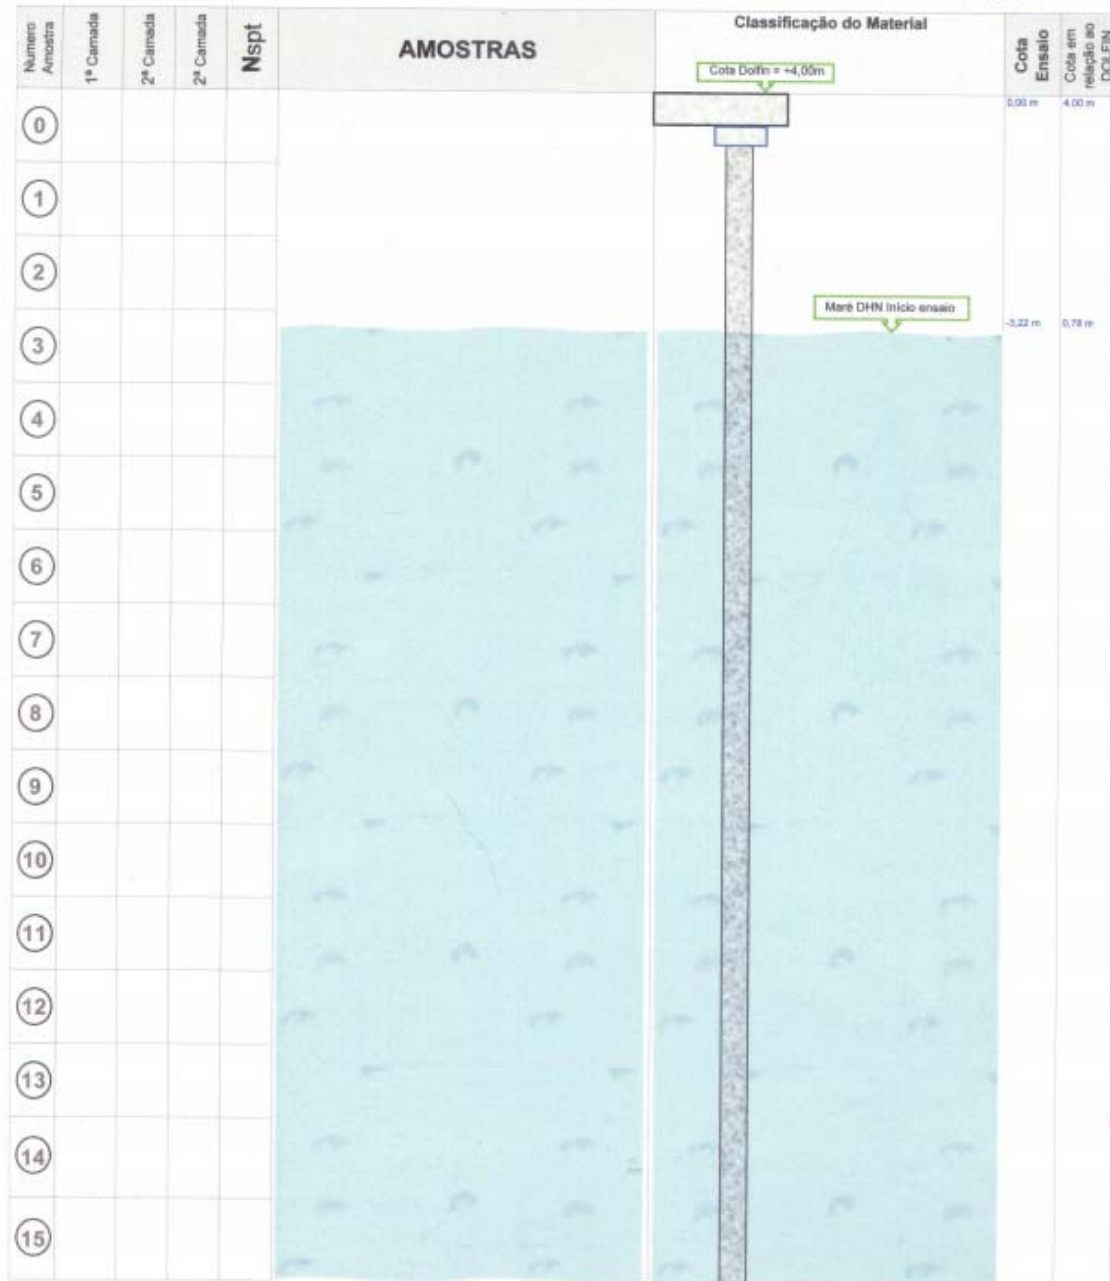 Numero Amostra
1ª Camada
2ª Camada
2ª Camada
Nspt
AMOSTRAS
Classificação do Material
Cota Ensaio
Cota em relação ao DOLFIN
Cota Dolfin = +4,00m
0,00 m
4,00 m
0
1
2
Maré DHN Inicio ensaio
-3,22 m
0,78 m
3
4
5
6
7
8
9
10
11
12
13
14
15